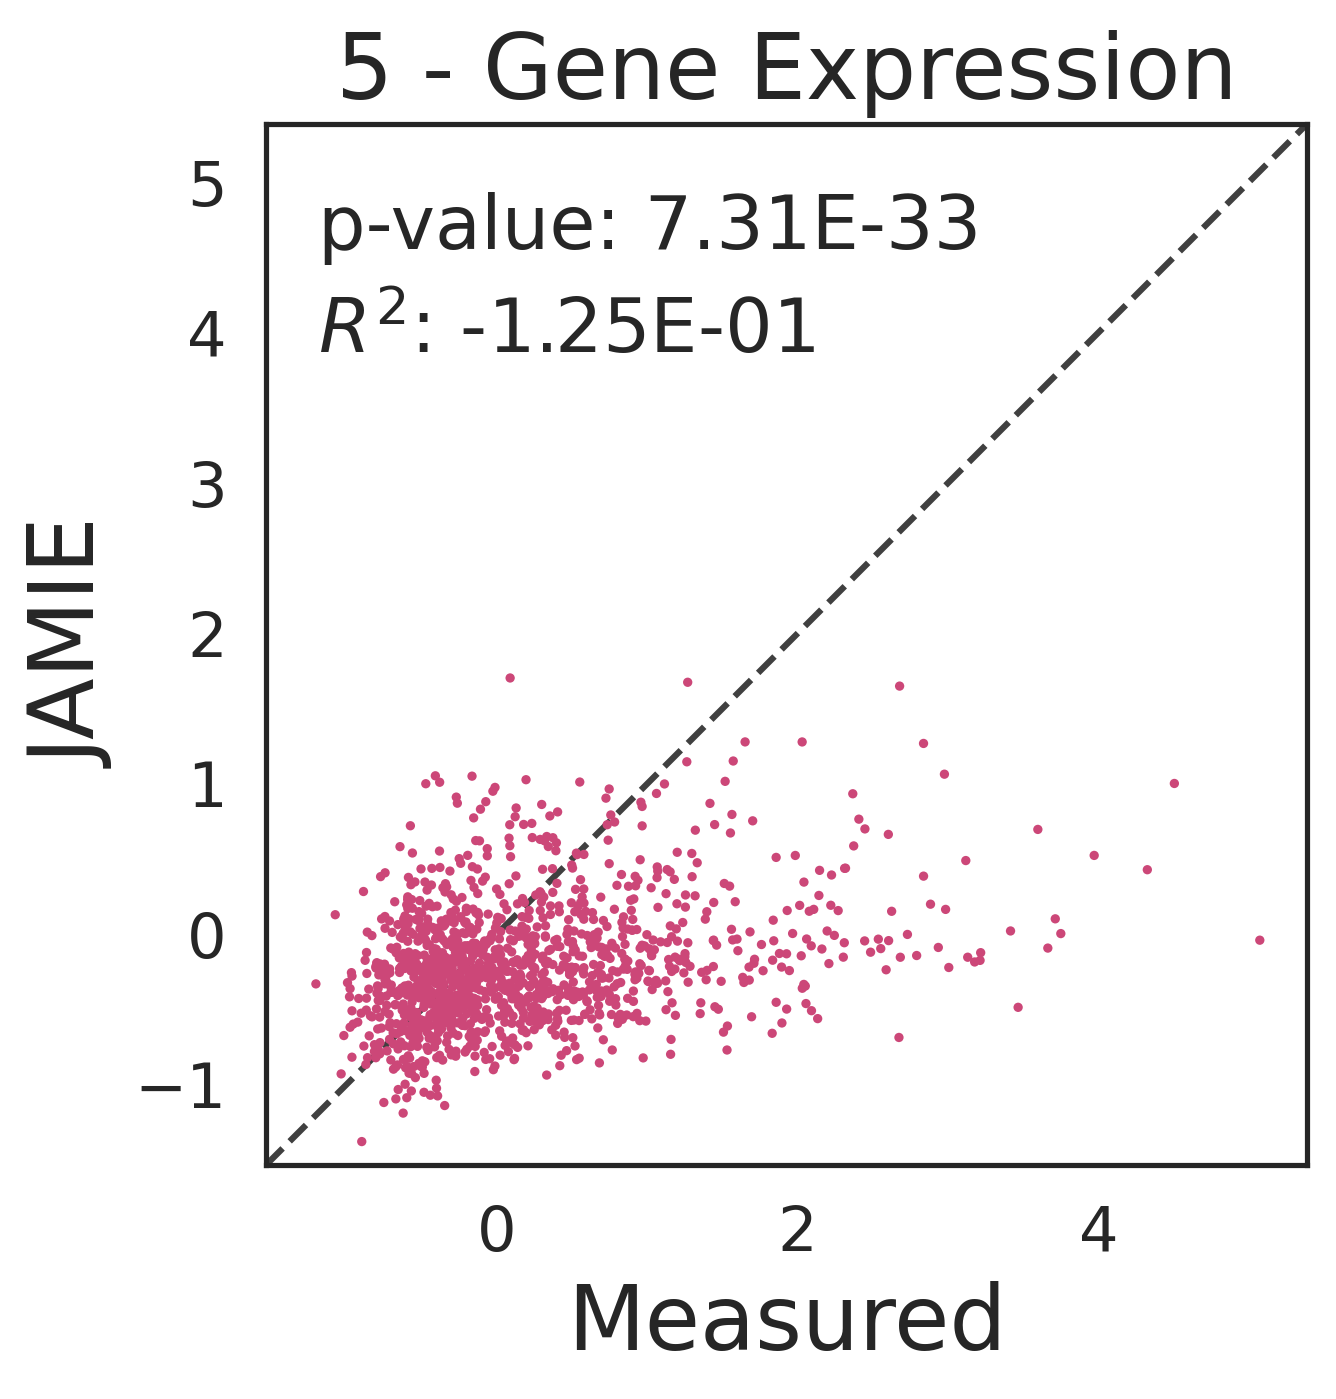 5 - Gene Expression
p-value: 7.31E-33
R²: -1.25E-01
JAMIE
5
4
3
2
1
0
−1
0 2 4
Measured